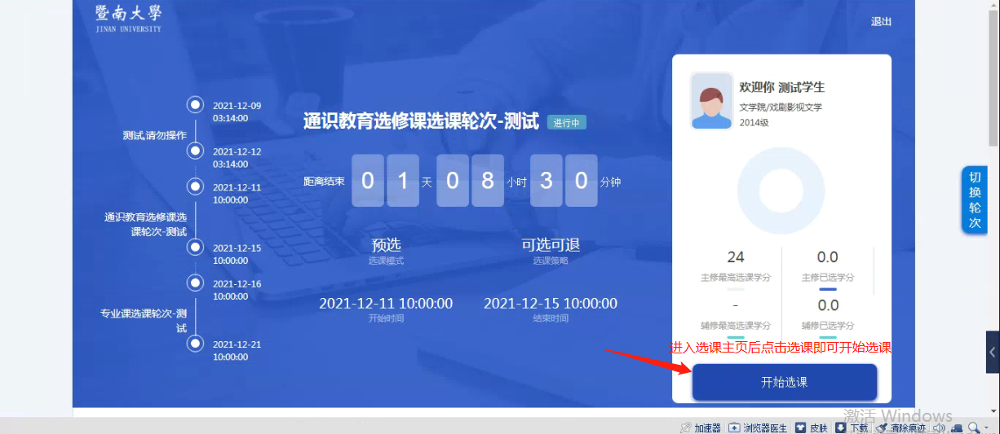 暨南大學
JINAN UNIVERSITY
退出
2021-12-09
03:14:00
测试,请勿操作
2021-12-12
03:14:00
2021-12-11
10:00:00
通识教育选修课选
课轮次-测试
2021-12-15
10:00:00
2021-12-16
10:00:00
专业课选课轮次-测
试
2021-12-21
10:00:00
通识教育选修课选课轮次-测试 进行中
距离结束 0 1 天 0 8 小时 3 0 分钟
预选 可选可退
选课模式 选课策略
2021-12-11 10:00:00 2021-12-15 10:00:00
开始时间 结束时间
欢迎你 测试学生
文学院/戏剧影视文学
2014级
24 0.0
主修最高选课学分 主修已选学分
- 0.0
辅修最高选课学分 辅修已选学分
进入选课主页后点击选课即可开始选课
开始选课
切
换
轮
次
激活 Windows
加速器 浏览器医生 皮肤 下载 清除痕迹